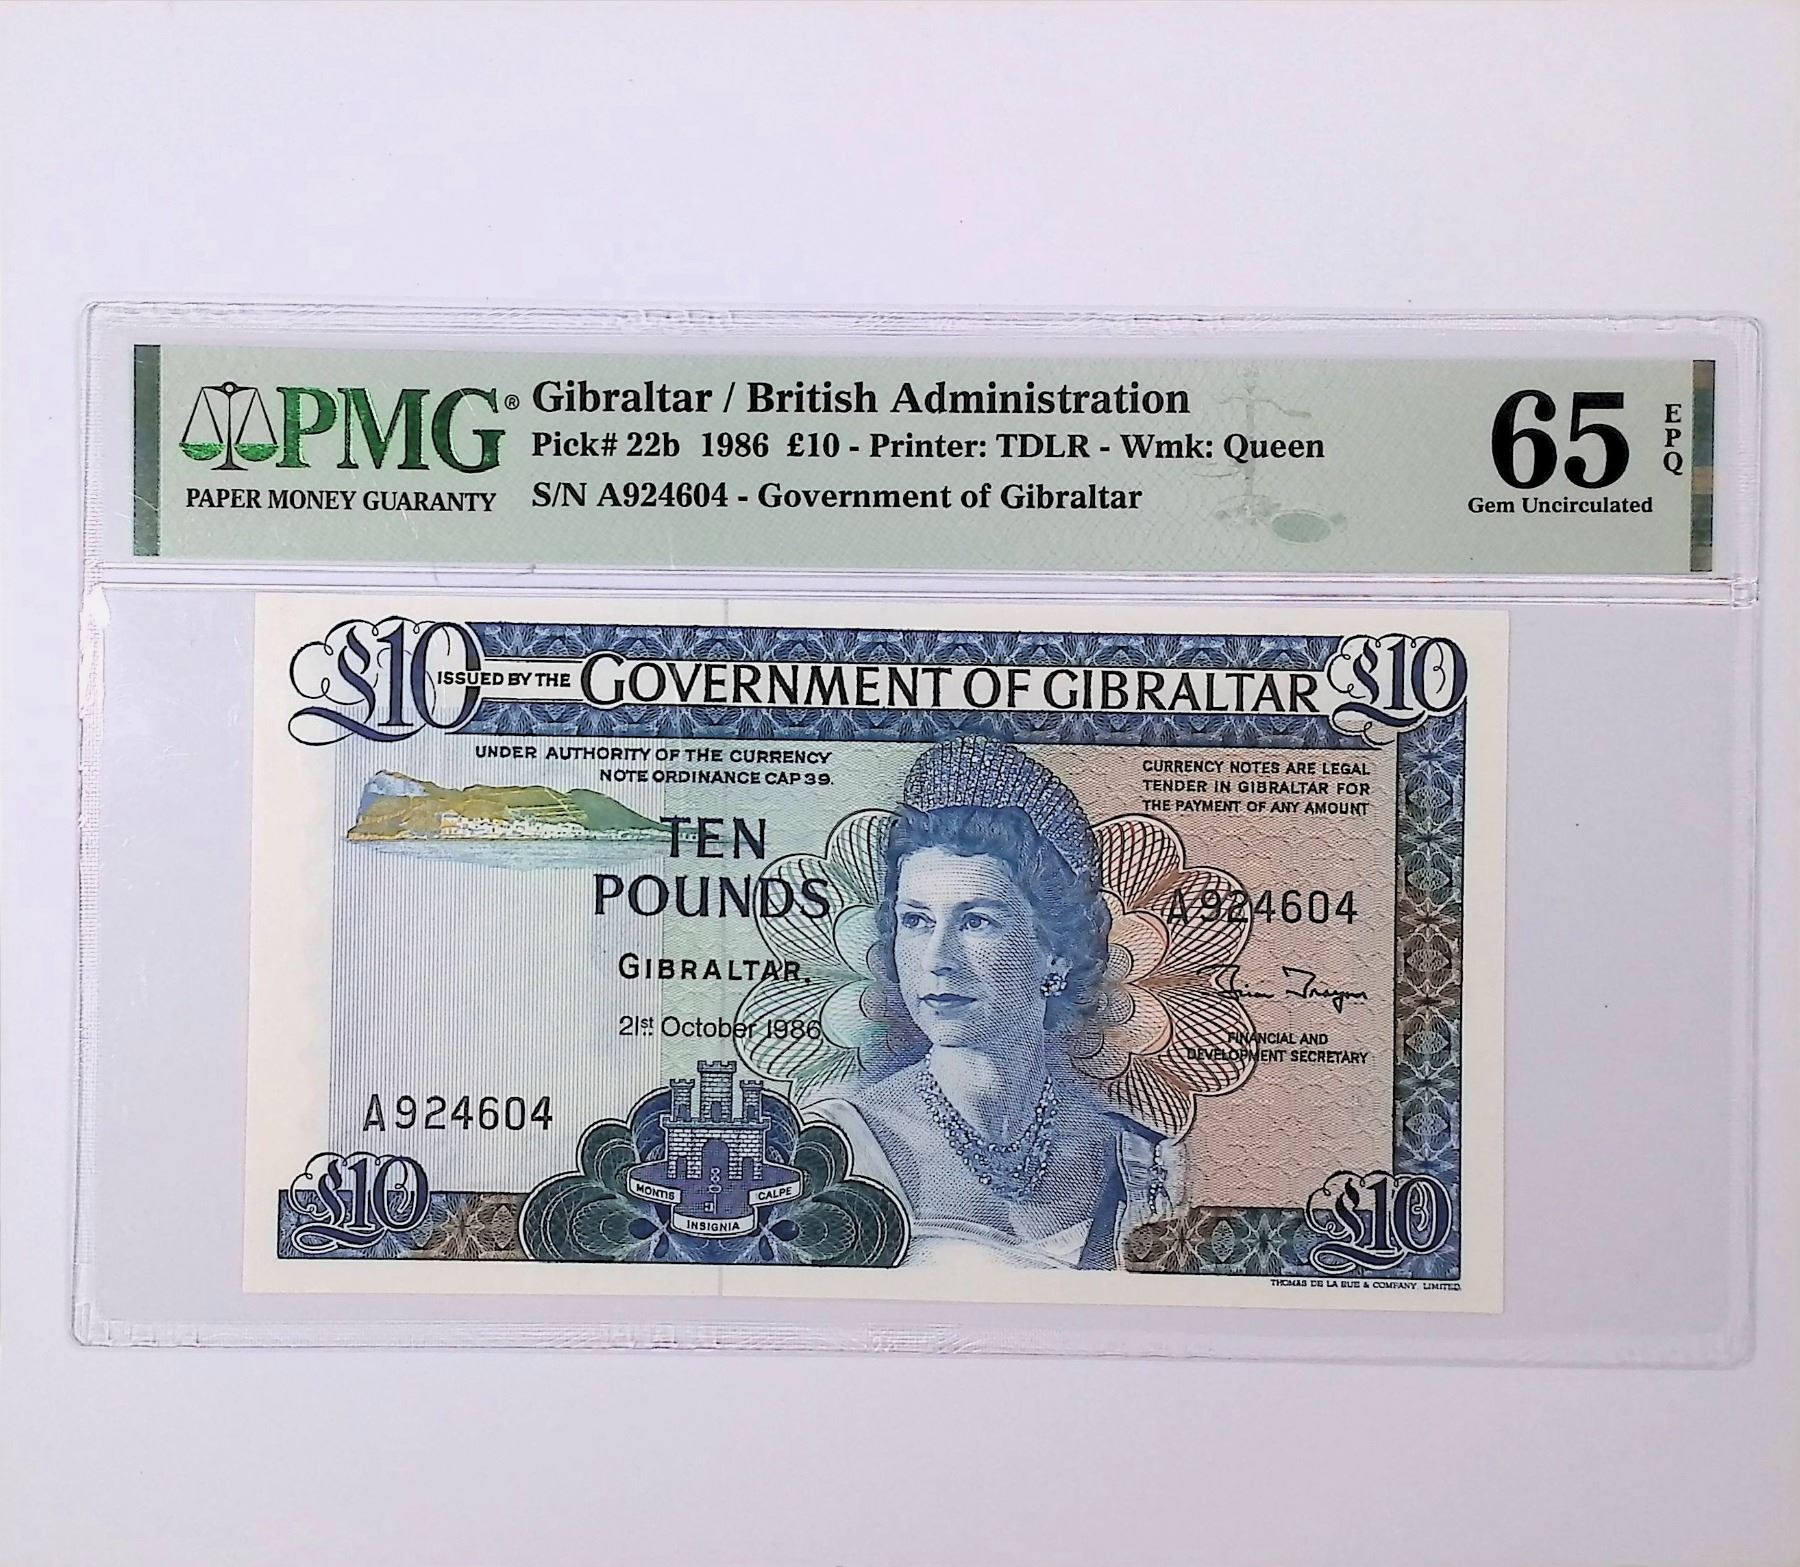 PMG®
PAPER MONEY GUARANTY
Gibraltar / British Administration
Pick# 22b 1986 £10 - Printer: TDLR - Wmk: Queen
S/N A924604 - Government of Gibraltar
65
EPQ
Gem Uncirculated
£10 ISSUED BY THE GOVERNMENT OF GIBRALTAR £10
UNDER AUTHORITY OF THE CURRENCY
NOTE ORDINANCE CAP 39.
CURRENCY NOTES ARE LEGAL
TENDER IN GIBRALTAR FOR
THE PAYMENT OF ANY AMOUNT
TEN
POUNDS
A924604
GIBRALTAR,
21st October 1986
FINANCIAL AND
DEVELOPMENT SECRETARY
A924604
£10
MONTIS
CALPE
INSIGNIA
£10
THOMAS DE LA RUE & COMPANY, LIMITED.